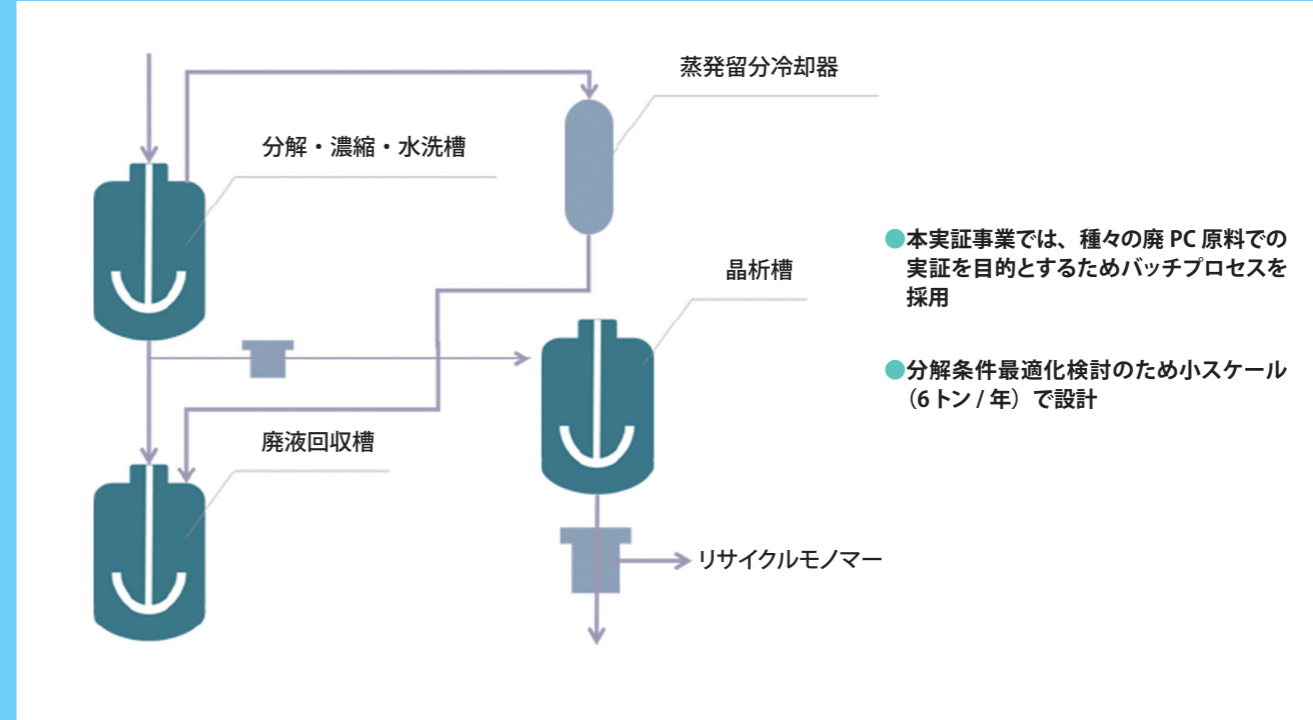 蒸発留分冷却器
分解・濃縮・水洗槽
晶析槽
廃液回収槽
リサイクルモノマー
●本実証事業では、種々の廃 PC 原料での
実証を目的とするためバッチプロセスを
採用
●分解条件最適化検討のため小スケール
（6トン / 年）で設計